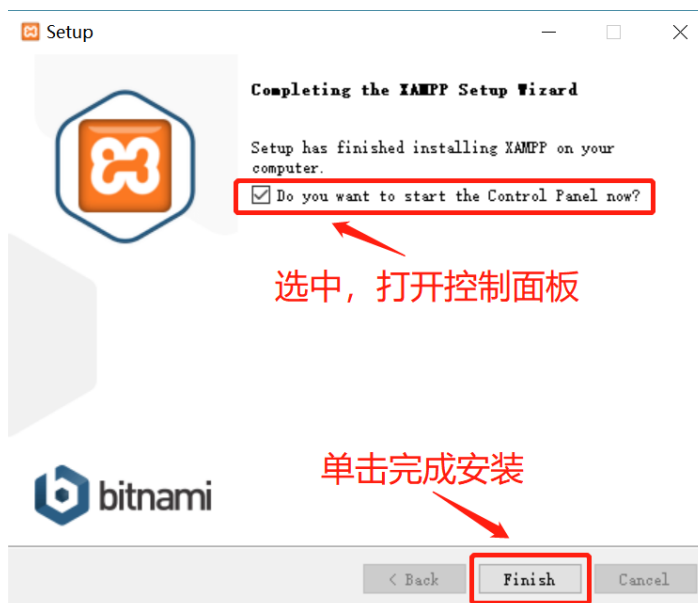 Setup
Completing the XAMPP Setup Wizard
Setup has finished installing XAMPP on your
computer.
Do you want to start the Control Panel now?
选中，打开控制面板
单击完成安装
bitnami
< Back
Finish
Cancel